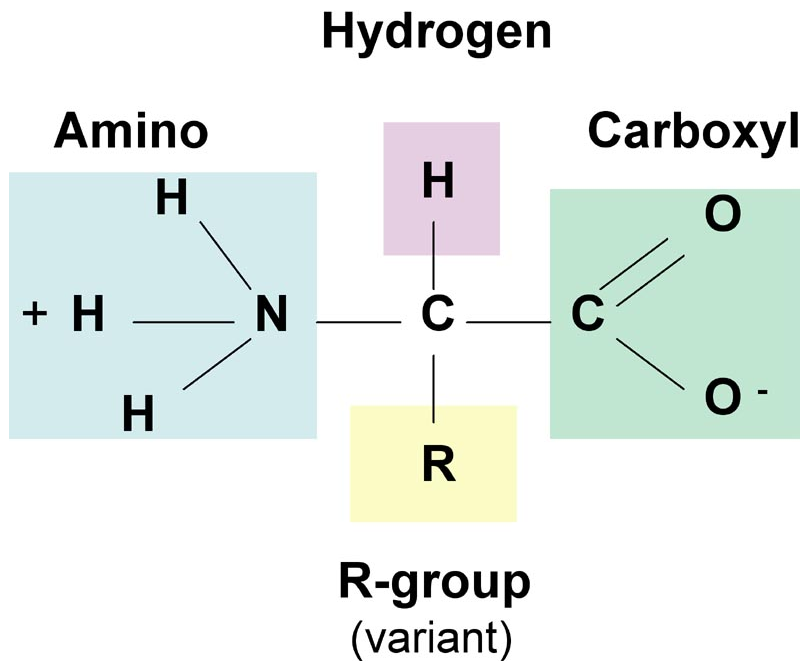 Hydrogen
Amino
Carboxyl
H
H
O
+ H
N
C
C
H
O -
R
R-group
(variant)